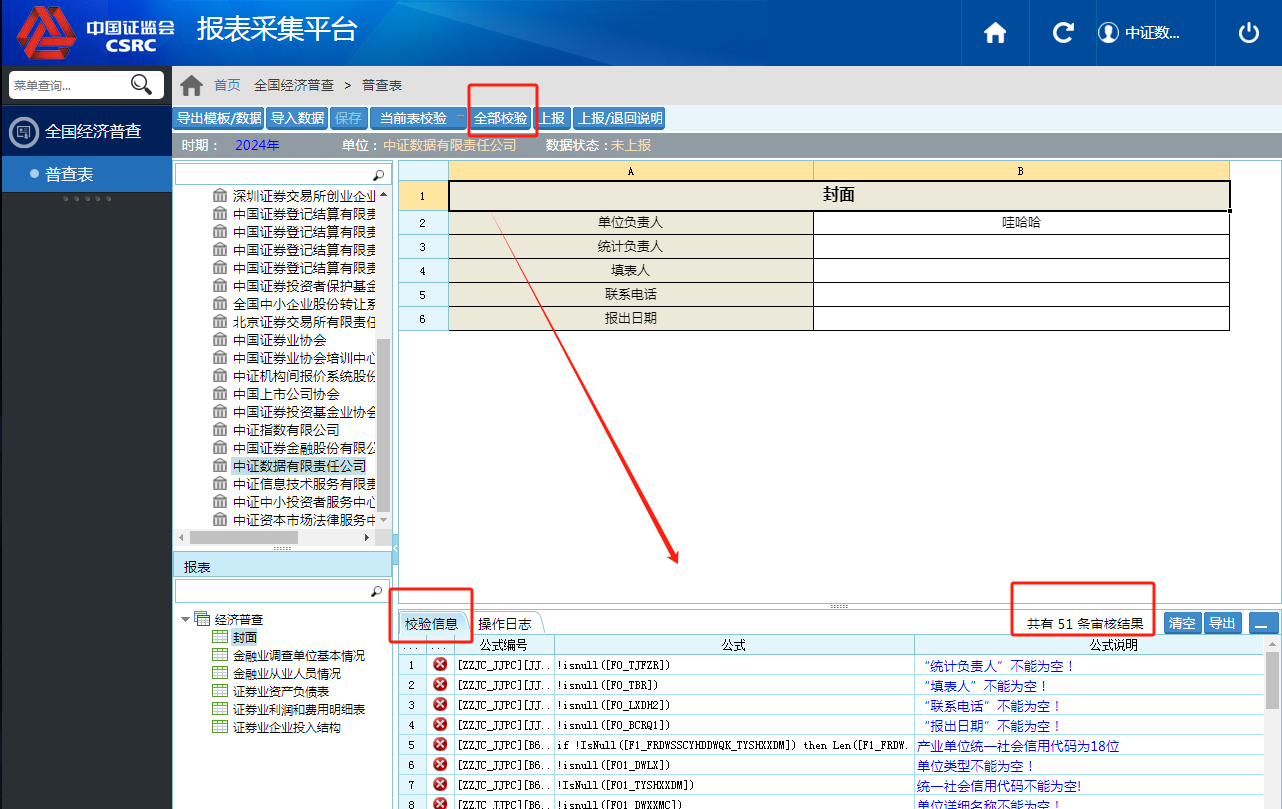 中国证监会
CSRC
报表采集平台
中证数...
菜单查询...
首页 全国经济普查 > 普查表
全国经济普查
普查表
导出模板/数据 导入数据 保存 当前表校验 全部校验 上报 上报/退回说明
时期： 2024年 单位：中证数据有限责任公司 数据状态：未上报
深圳证券交易所创业企业
中国证券登记结算有限责
中国证券登记结算有限责
中国证券登记结算有限责
中国证券登记结算有限责
中国证券投资者保护基金
全国中小企业股份转让系
北京证券交易所有限责任
中国证券业协会
中国证券业协会培训中心
中证机构间报价系统股份
中国上市公司协会
中国证券投资基金业协会
中证指数有限公司
中国证券金融股份有限公
中证数据有限责任公司
中证信息技术服务有限责
中证中小投资者服务中心
中证资本市场法律服务中
报表
经济普查
封面
金融业调查单位基本情况
金融业从业人员情况
证券业资产负债表
证券业利润和费用明细表
证券业企业投入结构
A B
1 封面
2 单位负责人 哇哈哈
3 统计负责人
4 填表人
5 联系电话
6 报出日期
校验信息 操作日志 共有 51 条审核结果 清空 导出
... ... 公式编号 公式 公式说明
1 [ZZJC_JJPC][JJ.. !isnull([F0_TJFZR]) “统计负责人”不能为空！
2 [ZZJC_JJPC][JJ.. !isnull([F0_TBR]) “填表人”不能为空！
3 [ZZJC_JJPC][JJ.. !isnull([F0_LXDH2]) “联系电话”不能为空！
4 [ZZJC_JJPC][JJ.. !isnull([F0_BCRQ1]) “报出日期”不能为空！
5 [ZZJC_JJPC][B6.. if !IsNull([F1_FRDWSSCYHDDWQK_TYSHXXDM]) then Len([F1_FRDW. 产业单位统一社会信用代码为18位
6 [ZZJC_JJPC][B6.. !isnull([FO1_DWLX]) 单位类型不能为空！
7 [ZZJC_JJPC][B6.. !IsNull([FO1_TYSHXXDM]) 统一社会信用代码不能为空!
8 [ZZJC_JJPC][B6.. !isnull([FO1_DWXXMC]) 单位详细名称不能为空！